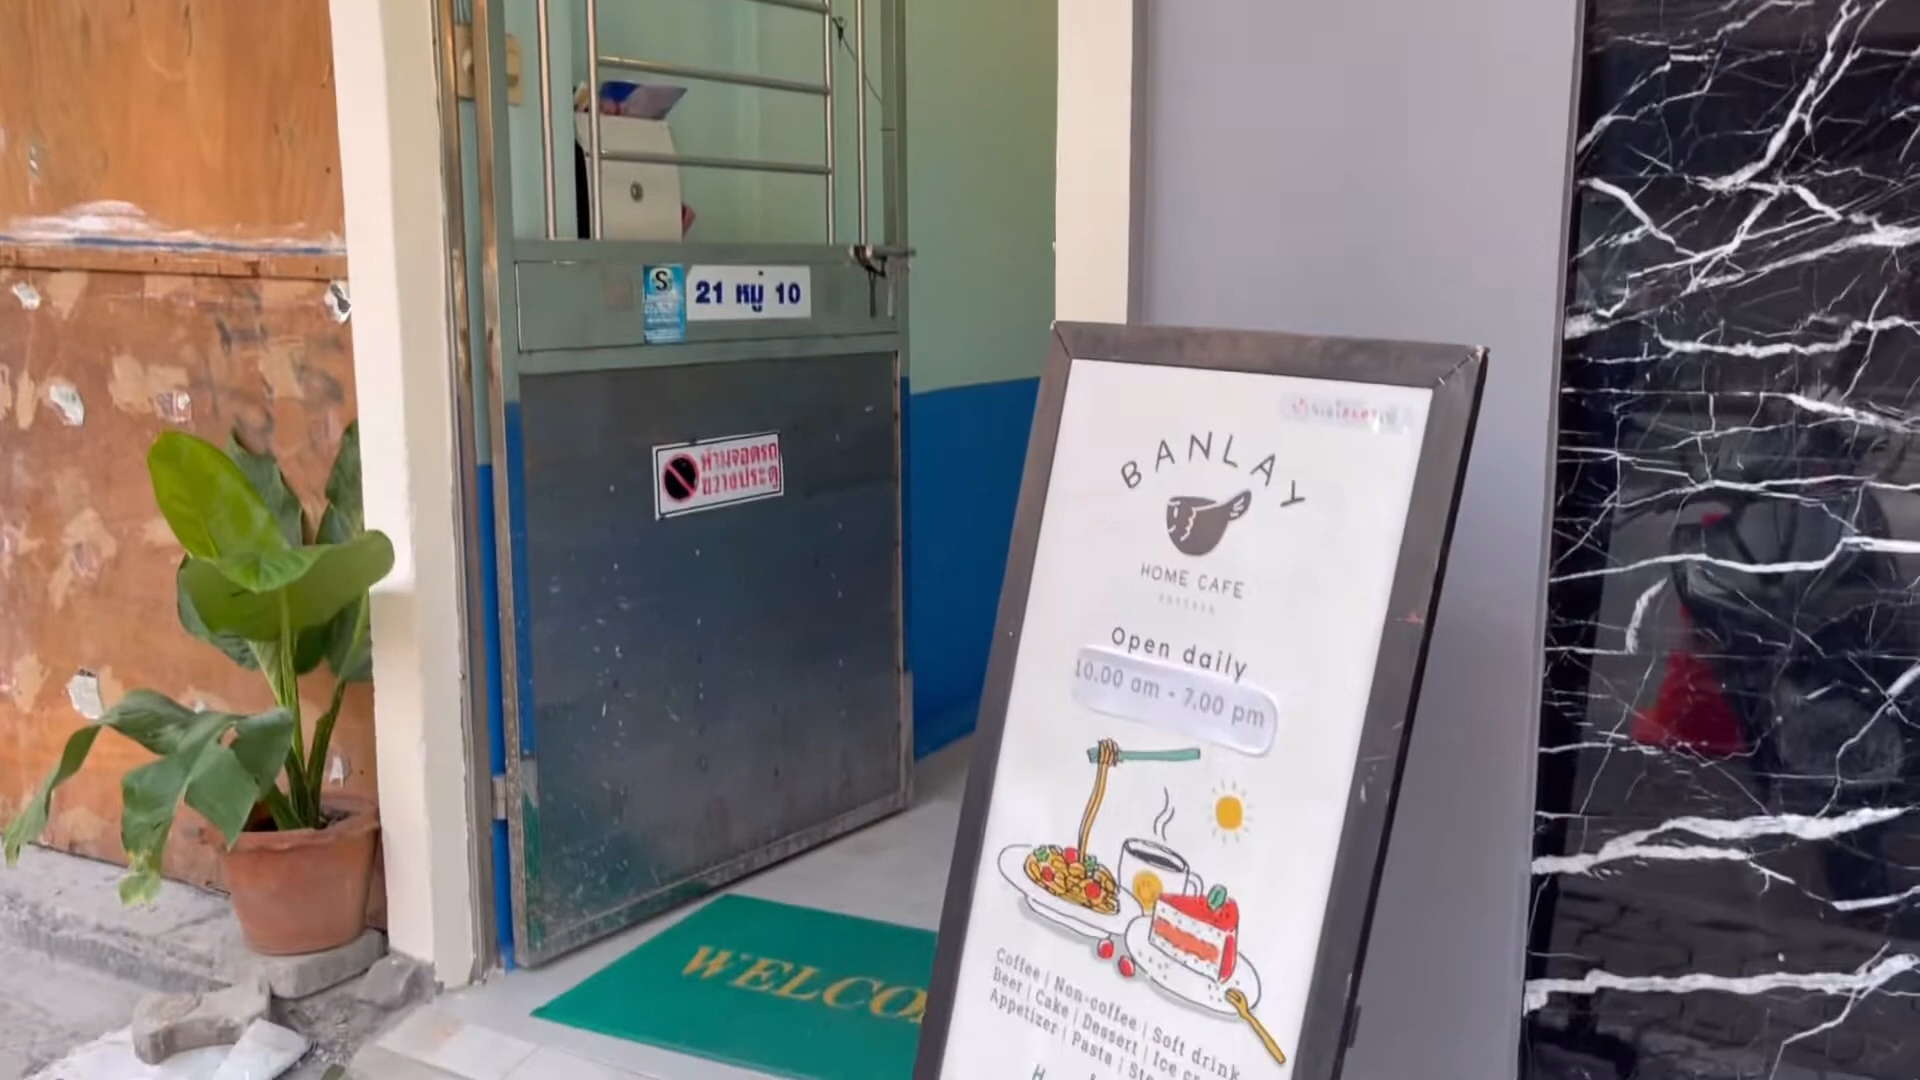 S
21 หมู่ 10
ห้ามจอดรถ
ขวางประตู
WELCO
BANLAY
HOME CAFE
Open daily
10.00 am - 7.00 pm
Coffee | Non-coffee | Soft drink
Beer | Cake | Dessert | Ice
Appetizer | Pasta |